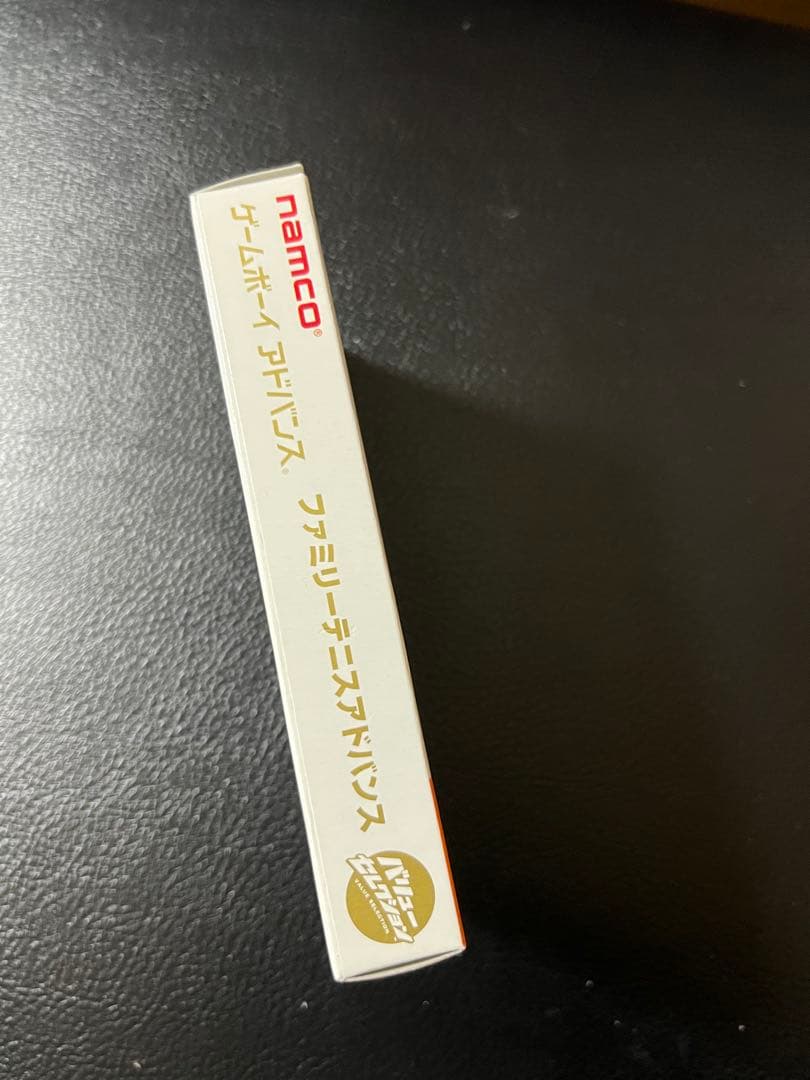 namco®
ゲームボーイ アドバンス®
ファミリーテニスアドバンス
バリュー
セレクション
VALUE SELECTION